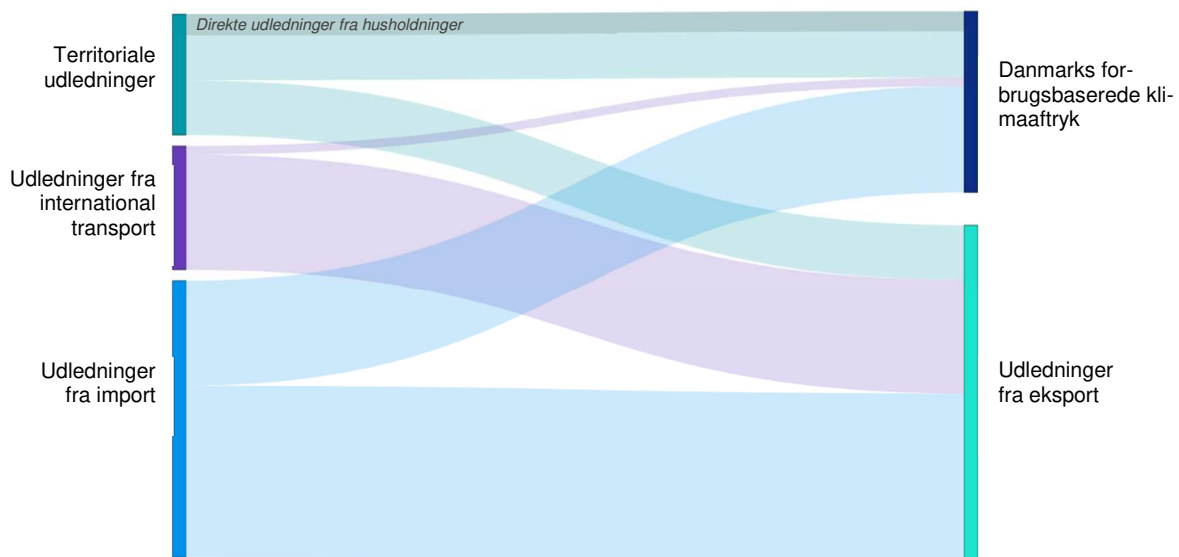 Direkte udledninger fra husholdninger
Territoriale
udledninger
Udledninger fra
international
transport
Udledninger
fra import
Danmarks for-
brugsbaserede kli-
maaftryk
Udledninger
fra eksport